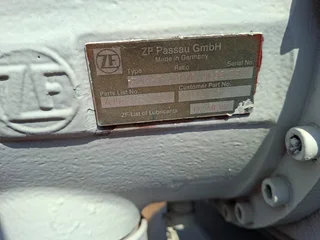 ZF
ZF Passau GmbH
Made in Germany
Type
Ratio
Serial No
Parts List No
Customer Part No
ZF-List of Lubricants
ZF